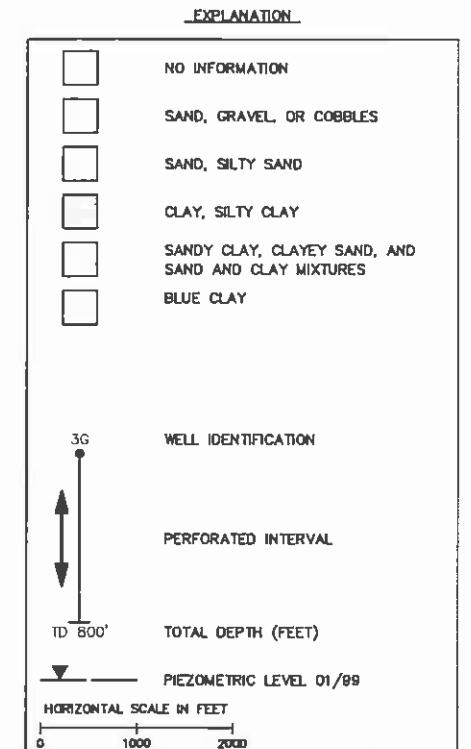 EXPLANATION
NO INFORMATION
SAND, GRAVEL, OR COBBLES
SAND, SILTY SAND
CLAY, SILTY CLAY
SANDY CLAY, CLAYEY SAND, AND
SAND AND CLAY MIXTURES
BLUE CLAY
3G WELL IDENTIFICATION
PERFORATED INTERVAL
TD 800' TOTAL DEPTH (FEET)
PIEZOMETRIC LEVEL 01/99
HORIZONTAL SCALE IN FEET
0 1000 2000